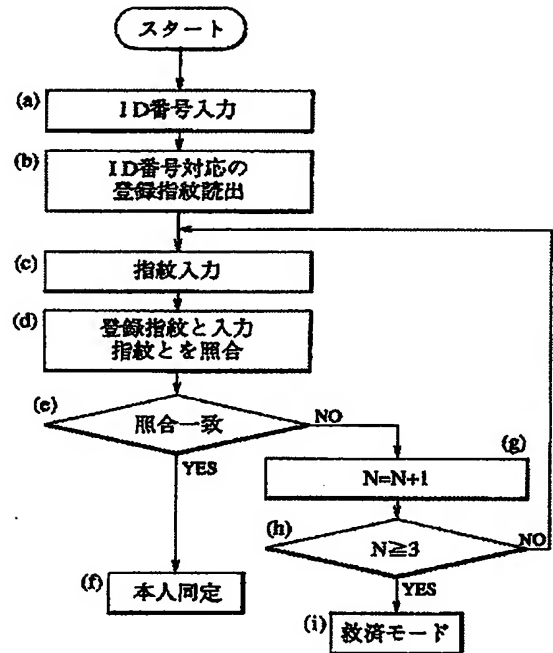 スタート
(a)
ID番号入力
(b)
ID番号対応の
登録指紋読出
(c)
指紋入力
(d)
登録指紋と入力
指紋とを照合
(e)
照合一致
NO
YES
(g)
N=N+1
(h)
N≧3
NO
YES
(f)
本人同定
(i)
救済モード